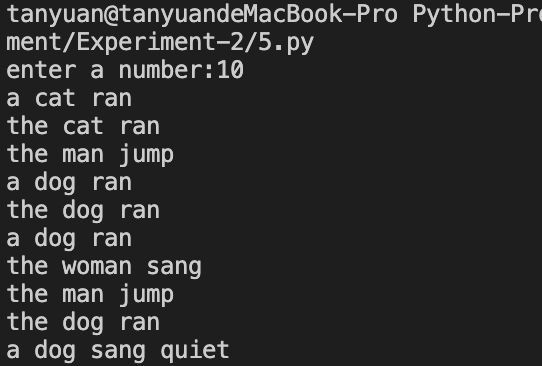 tanyuan@tanyuandeMacBook-Pro Python-Pr
ment/Experiment-2/5.py
enter a number:10
a cat ran
the cat ran
the man jump
a dog ran
the dog ran
a dog ran
the woman sang
the man jump
the dog ran
a dog sang quiet